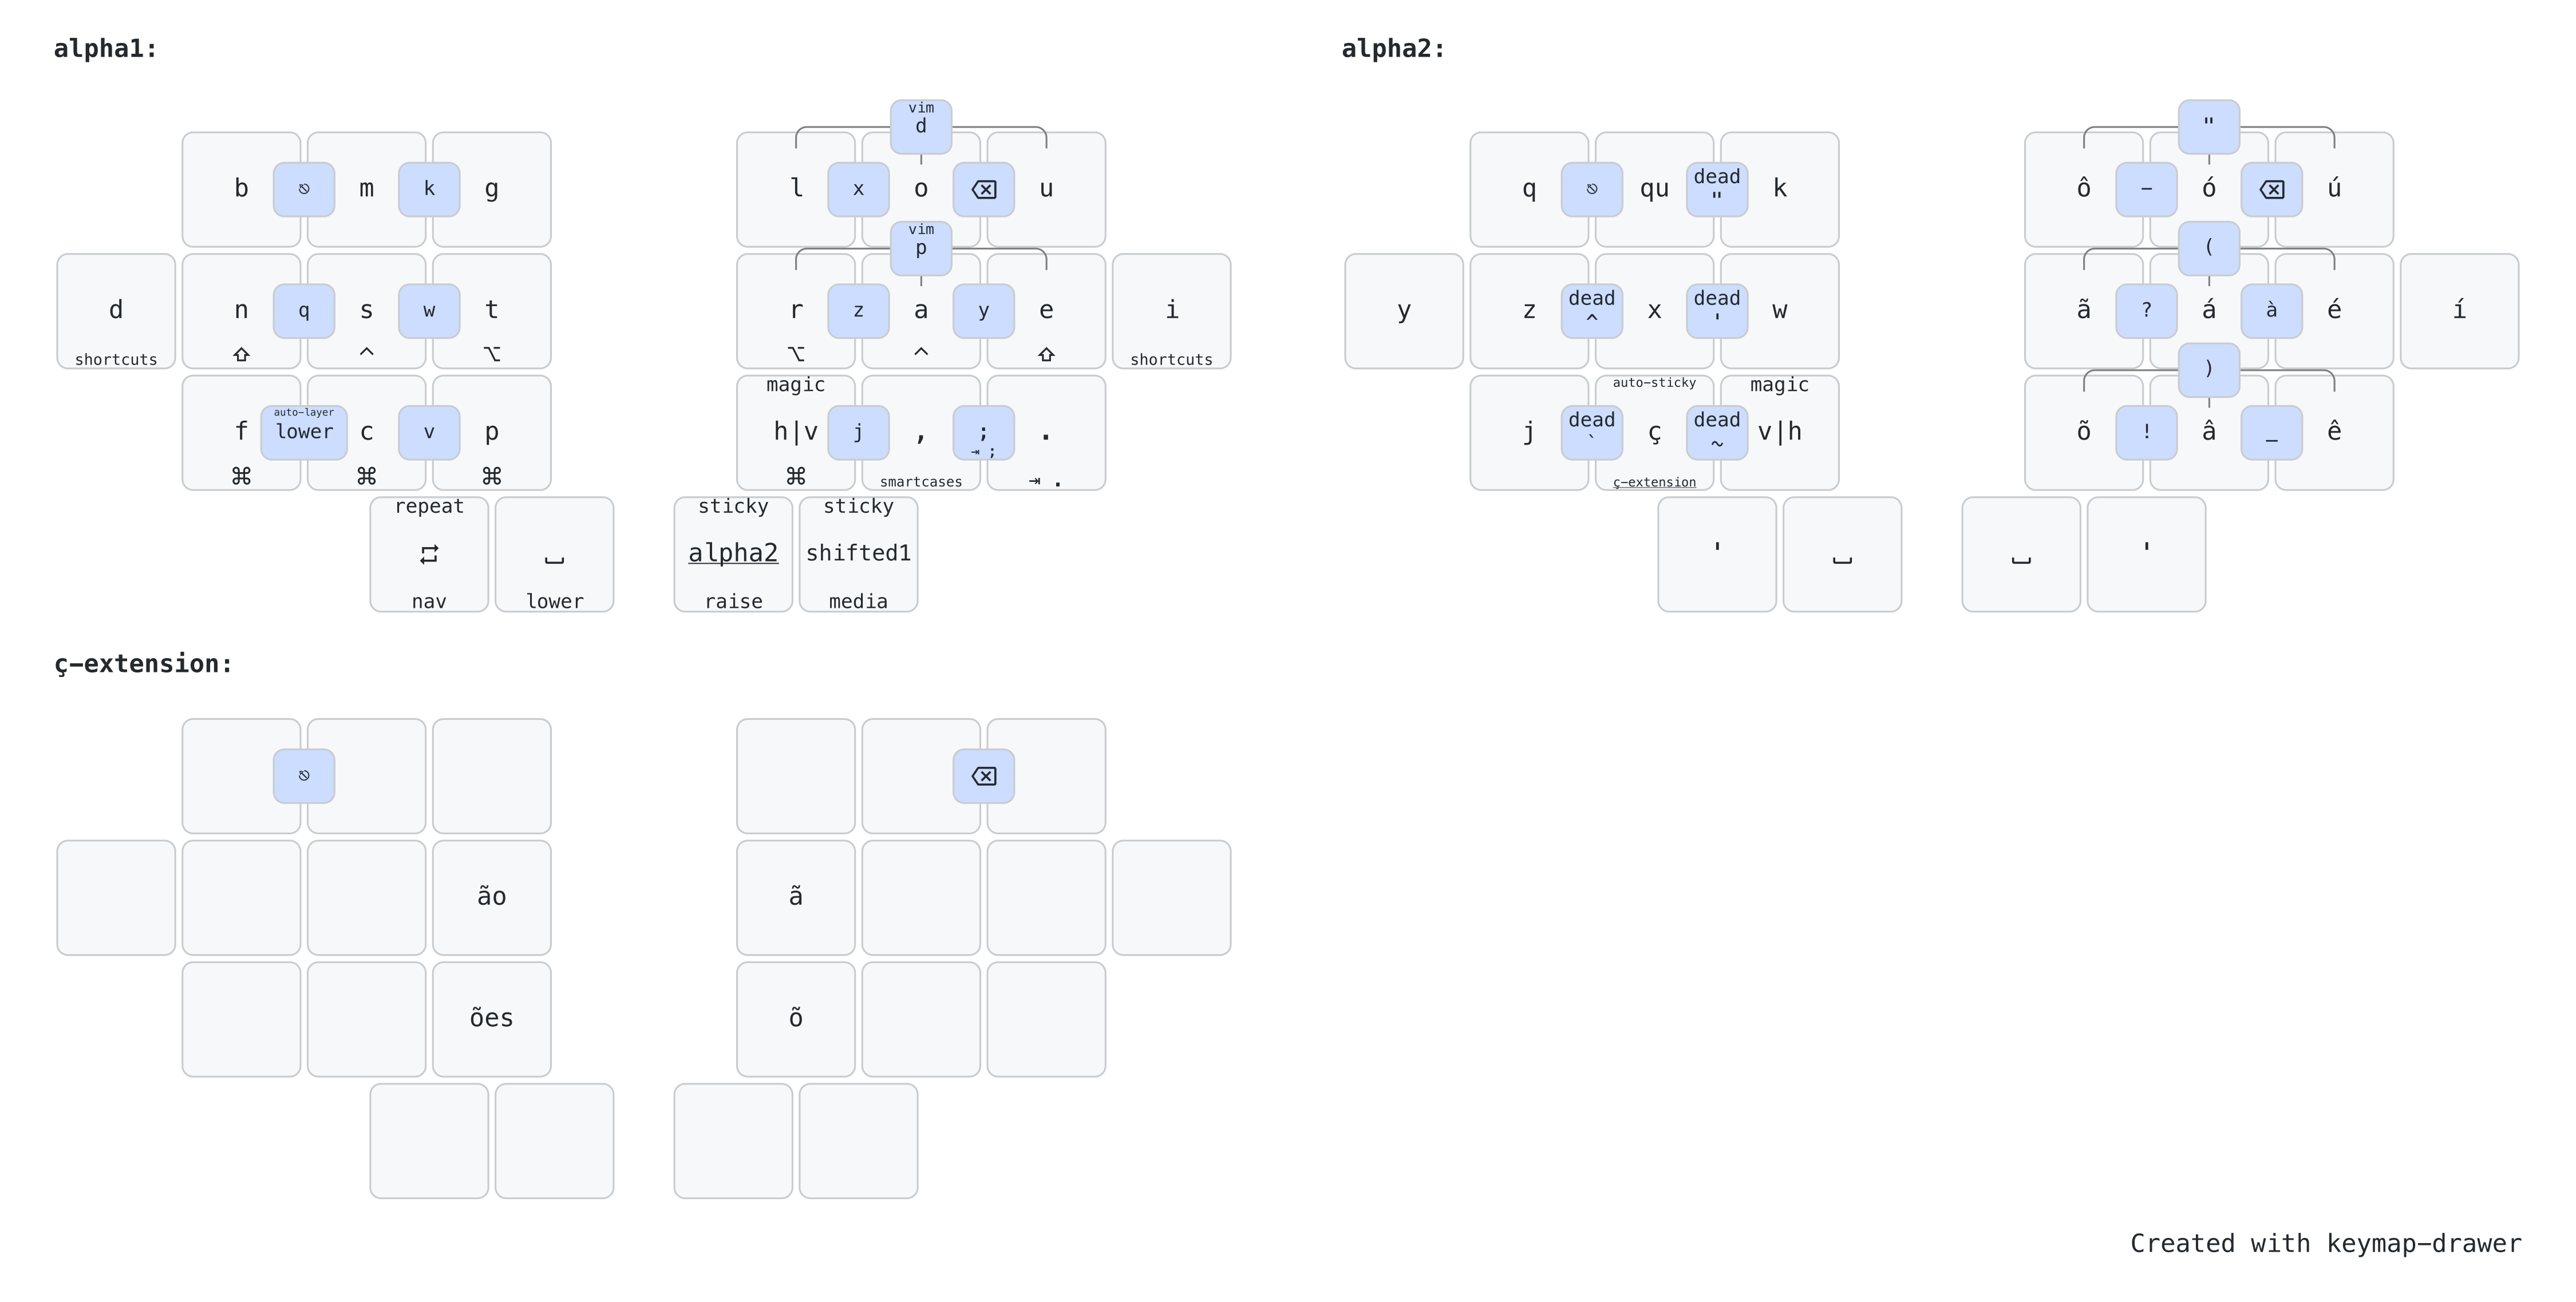 alpha1: alpha2:
vim "
d
b ⎋ m k g l x o ⌫ u q ⎋ qu dead " k ô - ó ⌫ ú
vim (
p
d n q s w t r z a y e i y z dead ^ x dead ' w ã ? á à é í
shortcuts ⇧ ^ ⌥ ⌥ ^ ⇧ shortcuts )
magic auto-sticky magic
auto-layer
f lower c v p h|v j , ; . j dead ` ç dead ~ v|h õ ! â _ ê
⇥ ;
⌘ ⌘ ⌘ ⌘ smartcases ⇥ . ç-extension
repeat sticky sticky
␣ alpha2 shifted1 ' ␣ ␣ '
nav lower raise media
ç-extension:
⎋ ⌫
ão ã
ões õ
Created with keymap-drawer